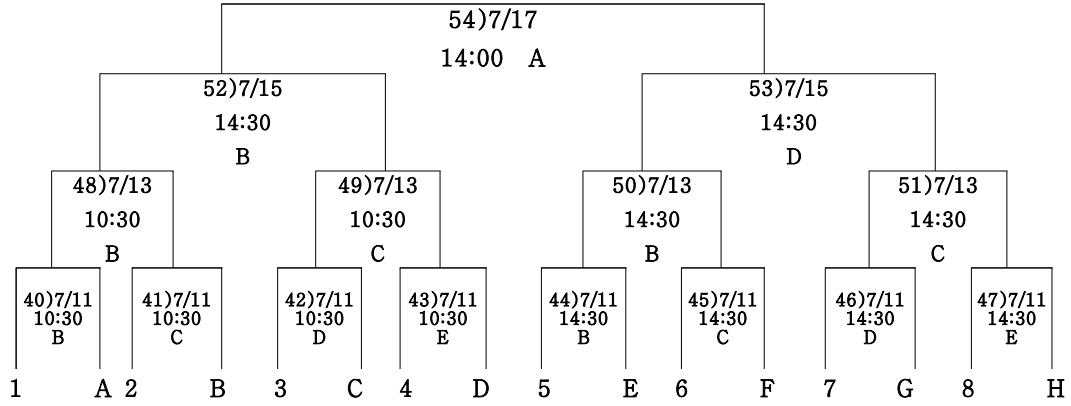 54)7/17
14:00 A
52)7/15 53)7/15
14:30 14:30
B D
48)7/13 49)7/13 50)7/13 51)7/13
10:30 10:30 14:30 14:30
B C B C
40)7/11 41)7/11 42)7/11 43)7/11 44)7/11 45)7/11 46)7/11 47)7/11
10:30 10:30 10:30 10:30 14:30 14:30 14:30 14:30
B C D E B C D E
1 A 2 B 3 C 4 D 5 E 6 F 7 G 8 H